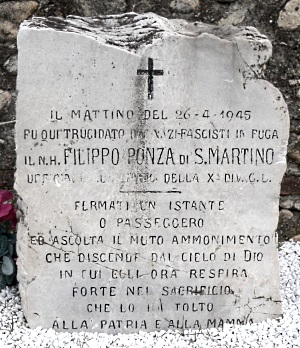 IL MATTINO DEL 26-4-1945
FU QUI TRUCIDATO DAI NAZI-FASCISTI IN FUGA
IL N.H. FILIPPO PONZA DI S. MARTINO
DELLA Xª DIV. G.L.
FERMATI UN ISTANTE
O PASSEGGERO
ED ASCOLTA IL MUTO AMMONIMENTO
CHE DISCENDE DAL CIELO DI DIO
IN CUI EGLI ORA RESPIRA
FORTE NEL SACRIFICIO
CHE LO HA TOLTO
ALLA PATRIA E ALLA MAMMA